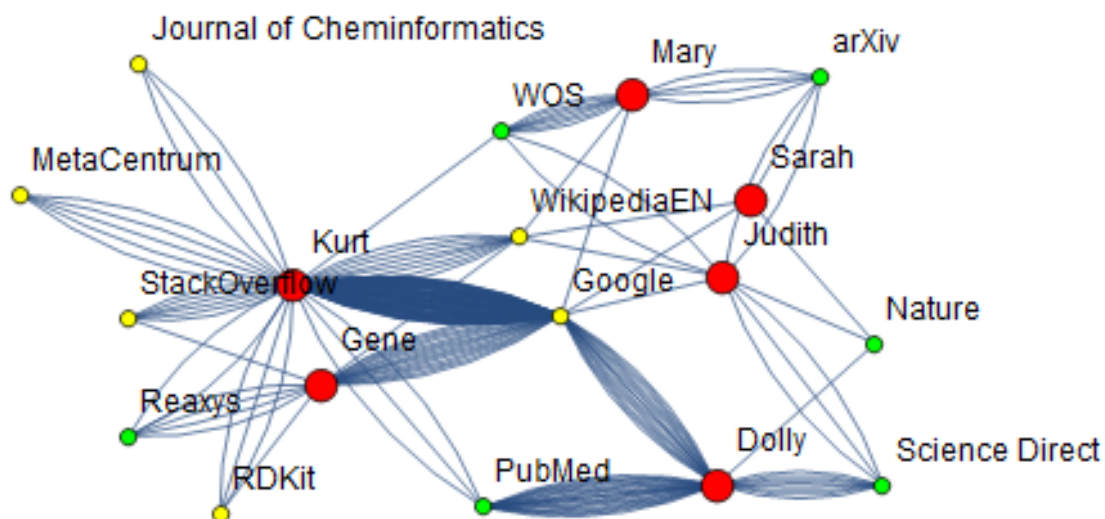 Journal of Cheminformatics
Mary
arXiv
WOS
MetaCentrum
Sarah
WikipediaEN
Judith
Kurt
StackOverflow
Google
Nature
Gene
Reaxys
Dolly
Science Direct
PubMed
RDKit